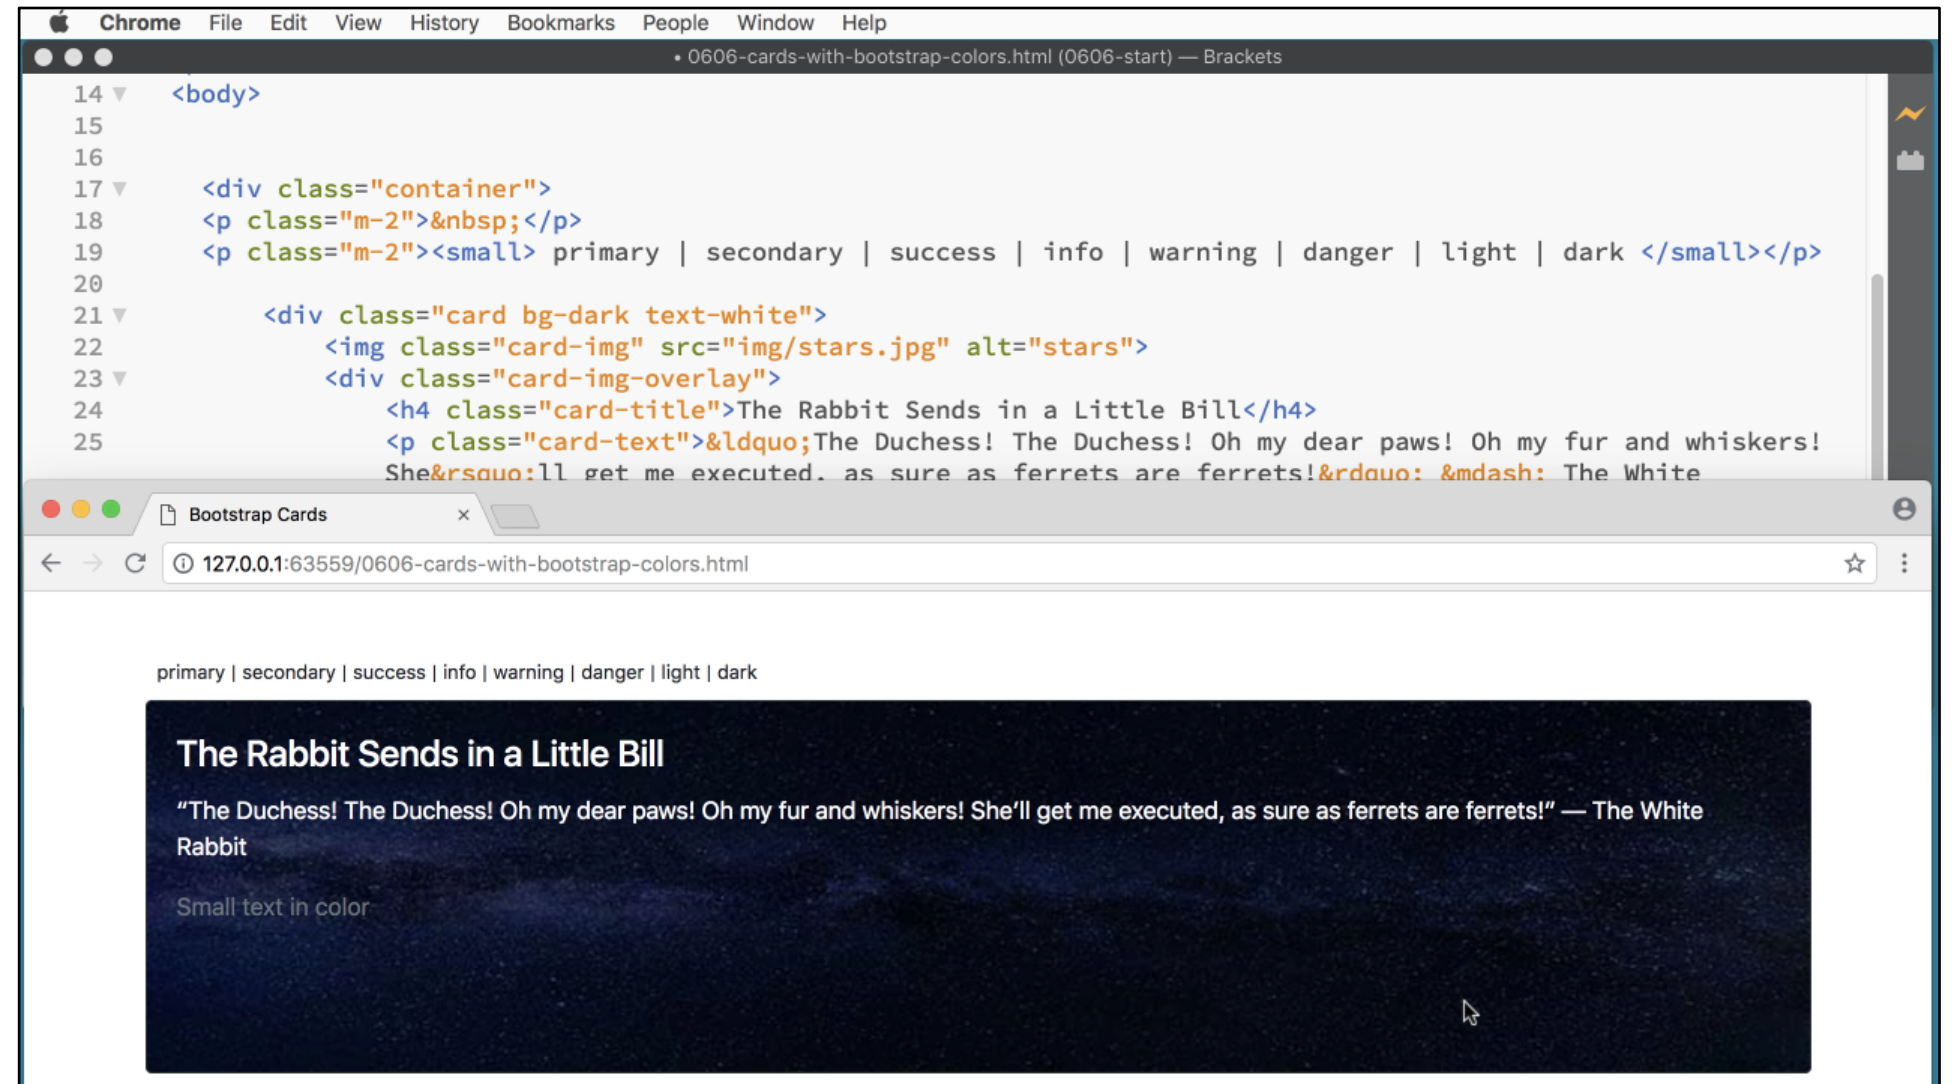 Chrome File Edit View History Bookmarks People Window Help
• 0606-cards-with-bootstrap-colors.html (0606-start) — Brackets
14 <body>
15
16
17 <div class="container">
18 <p class="m-2">&nbsp;</p>
19 <p class="m-2"><small> primary | secondary | success | info | warning | danger | light | dark </small></p>
20
21 <div class="card bg-dark text-white">
22 <img class="card-img" src="img/stars.jpg" alt="stars">
23 <div class="card-img-overlay">
24 <h4 class="card-title">The Rabbit Sends in a Little Bill</h4>
25 <p class="card-text">&ldquo;The Duchess! The Duchess! Oh my dear paws! Oh my fur and whiskers!
She&rsquo;ll get me executed, as sure as ferrets are ferrets!&rdquo; &mdash; The White
Bootstrap Cards
127.0.0.1:63559/0606-cards-with-bootstrap-colors.html
primary | secondary | success | info | warning | danger | light | dark
The Rabbit Sends in a Little Bill
“The Duchess! The Duchess! Oh my dear paws! Oh my fur and whiskers! She’ll get me executed, as sure as ferrets are ferrets!” — The White
Rabbit
Small text in color